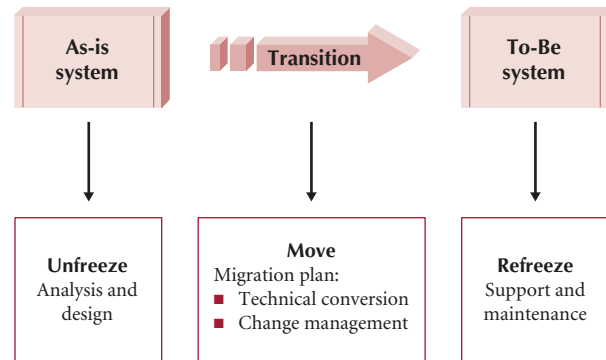 As-is
system
Transition
To-Be
system
Unfreeze
Analysis and
design
Move
Migration plan:
Technical conversion
Change management
Refreeze
Support and
maintenance